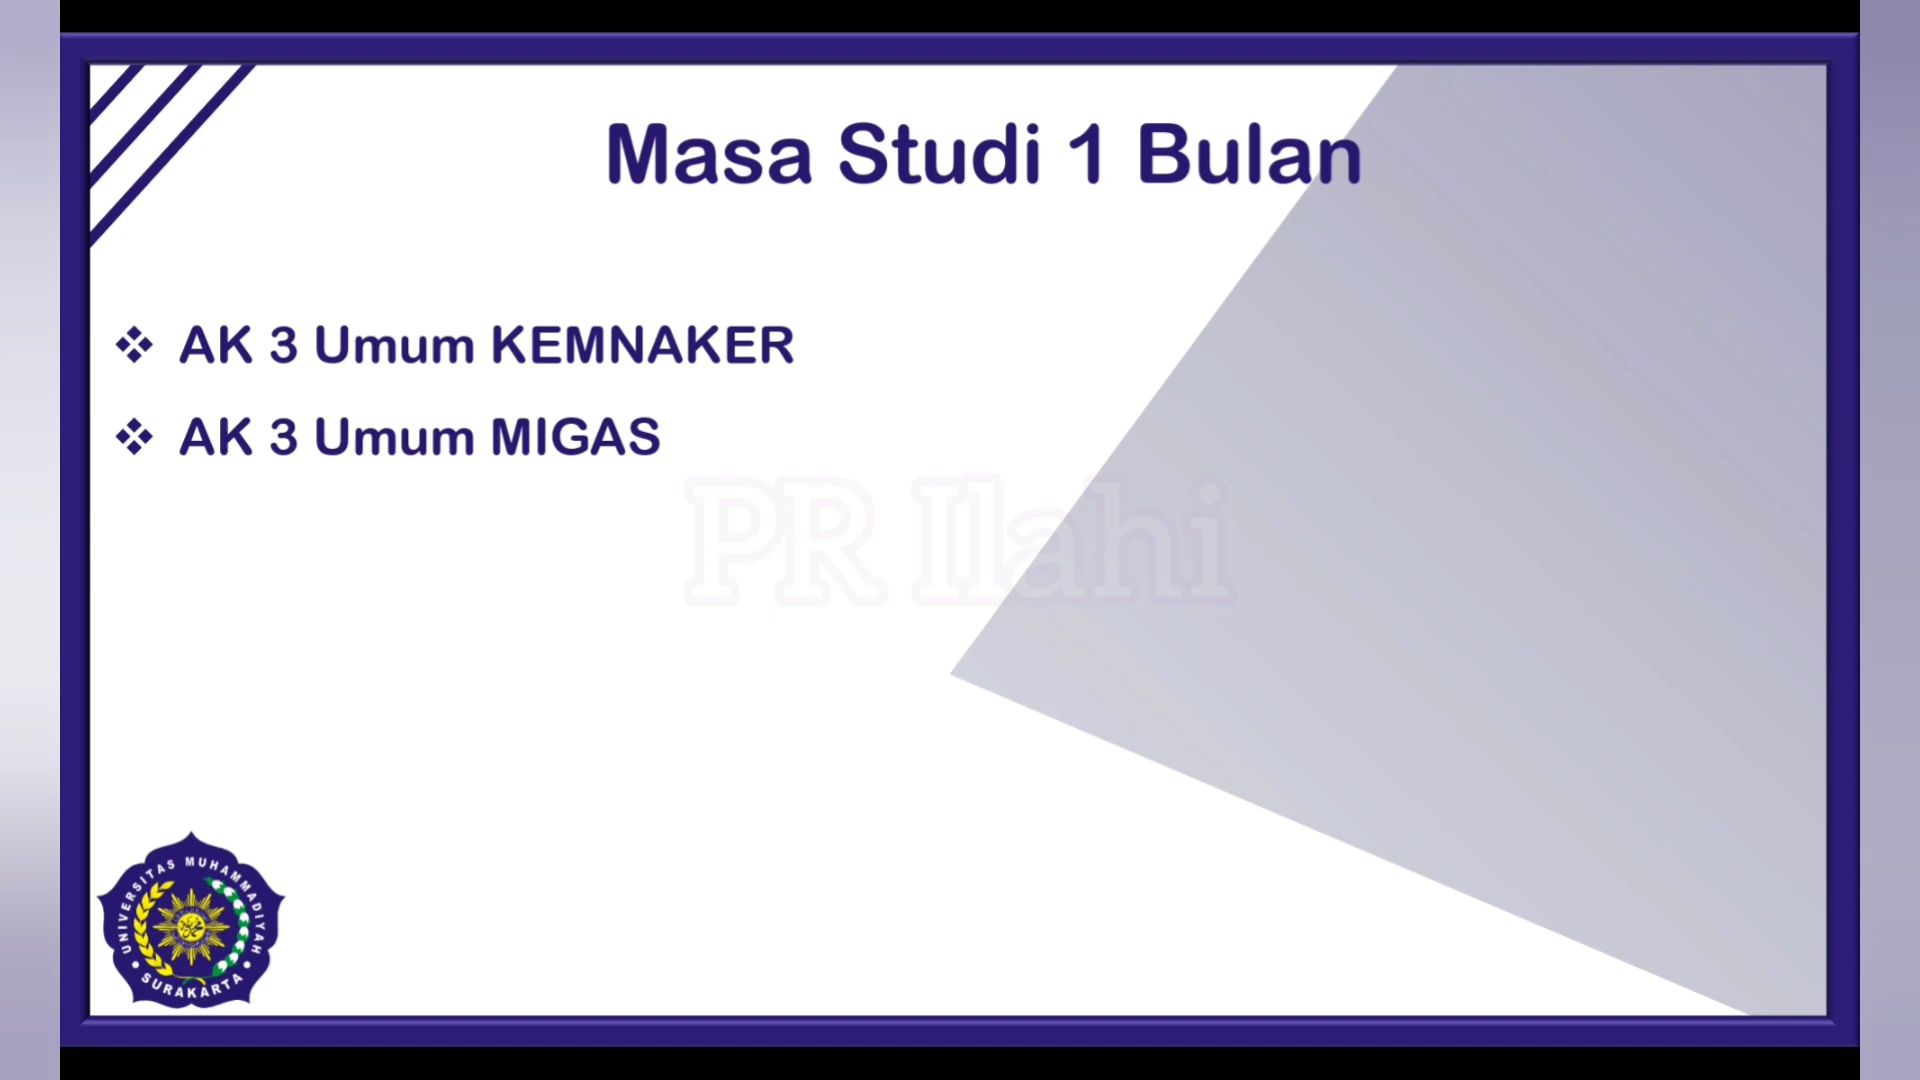 Masa Studi 1 Bulan
❖ AK 3 Umum KEMNAKER
❖ AK 3 Umum MIGAS
PR Ilahi
UNIVERSITAS MUHAMMADIYAH
SURAKARTA